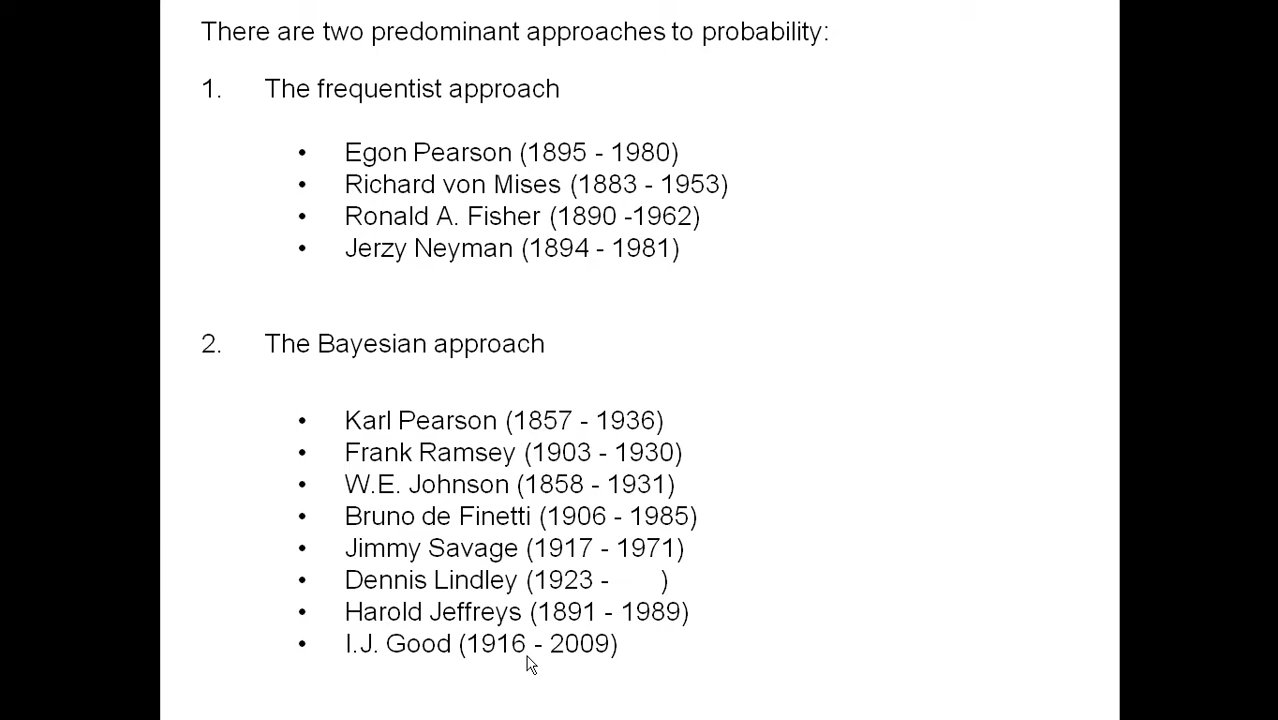 There are two predominant approaches to probability:
1. The frequentist approach
• Egon Pearson (1895 - 1980)
• Richard von Mises (1883 - 1953)
• Ronald A. Fisher (1890 -1962)
• Jerzy Neyman (1894 - 1981)
2. The Bayesian approach
• Karl Pearson (1857 - 1936)
• Frank Ramsey (1903 - 1930)
• W.E. Johnson (1858 - 1931)
• Bruno de Finetti (1906 - 1985)
• Jimmy Savage (1917 - 1971)
• Dennis Lindley (1923 - )
• Harold Jeffreys (1891 - 1989)
• I.J. Good (1916 - 2009)